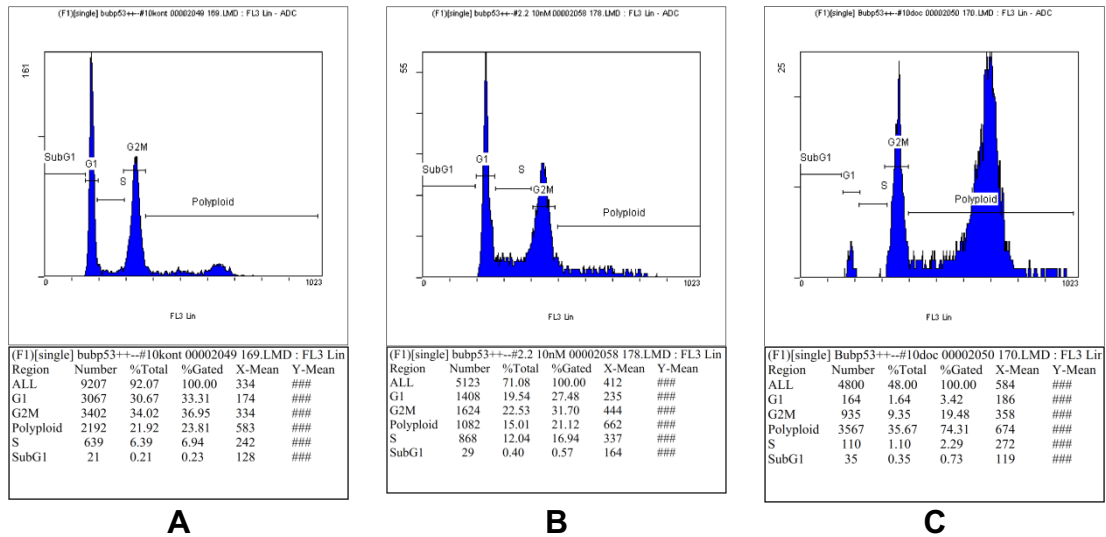 (F1)[single] bubp53++--#10kont 00002049 169.LMD : FL3 Lin - ADC
161
SubG1
G1
S
G2M
Polyploid
0
1023
FL3 Lin
(F1)[single] bubp53++--#10kont 00002049 169.LMD : FL3 Lin
Region Number %Total %Gated X-Mean Y-Mean
ALL 9207 92.07 100.00 334 ###
G1 3067 30.67 33.31 174 ###
G2M 3402 34.02 36.95 334 ###
Polyploid 2192 21.92 23.81 583 ###
S 639 6.39 6.94 242 ###
SubG1 21 0.21 0.23 128 ###
A
(F1)[single] bubp53++--#2.2 10nM 00002058 178.LMD : FL3 Lin - ADC
55
SubG1
G1
S
G2M
Polyploid
0
1023
FL3 Lin
(F1)[single] bubp53++--#2.2 10nM 00002058 178.LMD : FL3 Lin
Region Number %Total %Gated X-Mean Y-Mean
ALL 5123 71.08 100.00 412 ###
G1 1408 19.54 27.48 235 ###
G2M 1624 22.53 31.70 444 ###
Polyploid 1082 15.01 21.12 662 ###
S 868 12.04 16.94 337 ###
SubG1 29 0.40 0.57 164 ###
B
(F1)[single] Bubp53++--#10doc 00002050 170.LMD : FL3 Lin - ADC
25
SubG1
G1
S
G2M
Polyploid
0
1023
FL3 Lin
(F1)[single] Bubp53++--#10doc 00002050 170.LMD : FL3 Lir
Region Number %Total %Gated X-Mean Y-Mean
ALL 4800 48.00 100.00 584 ###
G1 164 1.64 3.42 186 ###
G2M 935 9.35 19.48 358 ###
Polyploid 3567 35.67 74.31 674 ###
S 110 1.10 2.29 272 ###
SubG1 35 0.35 0.73 119 ###
C